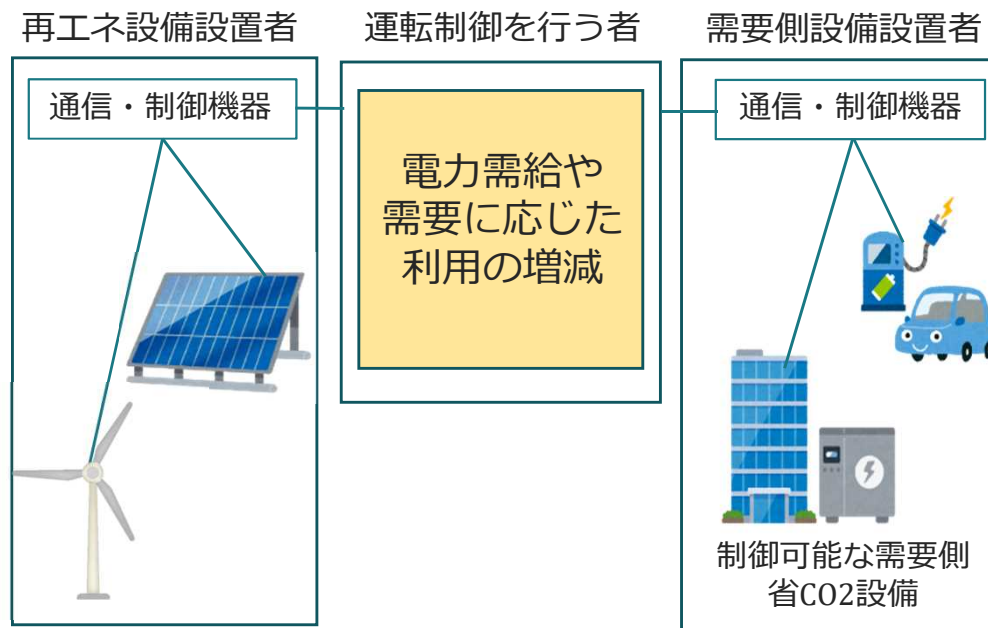 再エネ設備設置者
通信・制御機器
運転制御を行う者
電力需給や
需要に応じた
利用の増減
需要側設備設置者
通信・制御機器
制御可能な需要側
省CO2設備